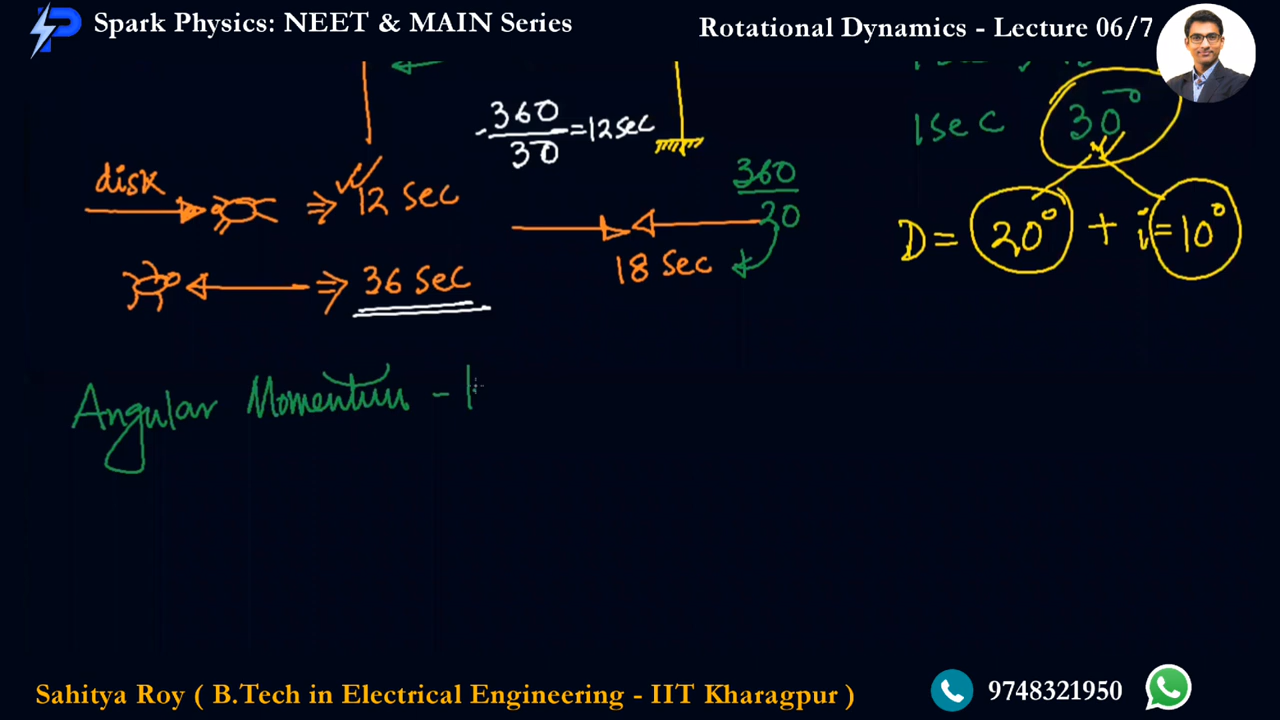 Spark Physics: NEET & MAIN Series
Rotational Dynamics - Lecture 06/7
360
30
=12 sec
1 sec 30°
disk
⇒ 12 sec
360
20
D = 20° + i = 10°
18 sec
⇒ 36 sec
Angular Momentum -
Sahitya Roy ( B.Tech in Electrical Engineering - IIT Kharagpur )
9748321950